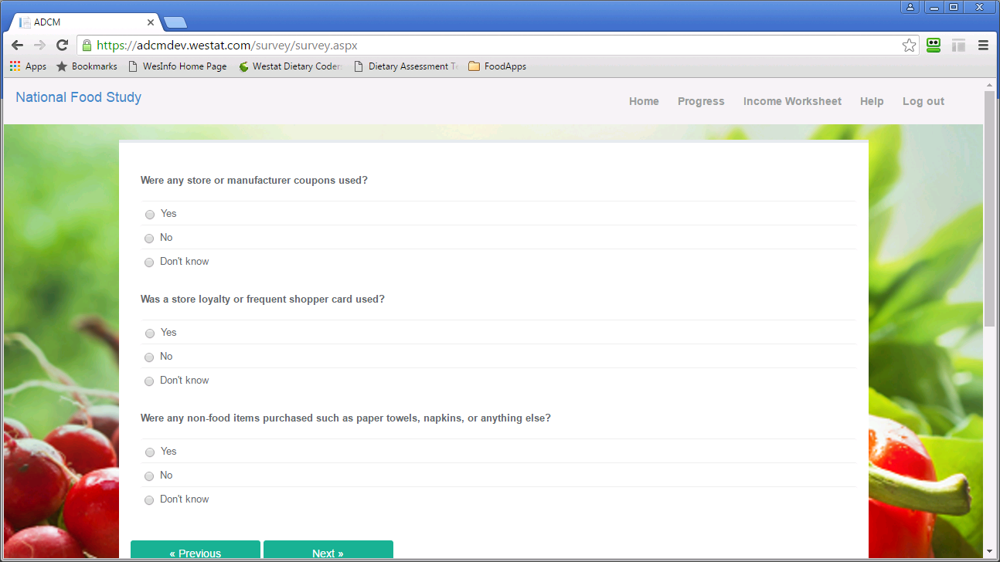 ADCM
https://adcmdev.westat.com/survey/survey.aspx
Apps Bookmarks WesInfo Home Page Westat Dietary Coder Dietary Assessment T FoodApps
National Food Study
Home Progress Income Worksheet Help Log out
Were any store or manufacturer coupons used?
Yes
No
Don't know
Was a store loyalty or frequent shopper card used?
Yes
No
Don't know
Were any non-food items purchased such as paper towels, napkins, or anything else?
Yes
No
Don't know
« Previous Next »